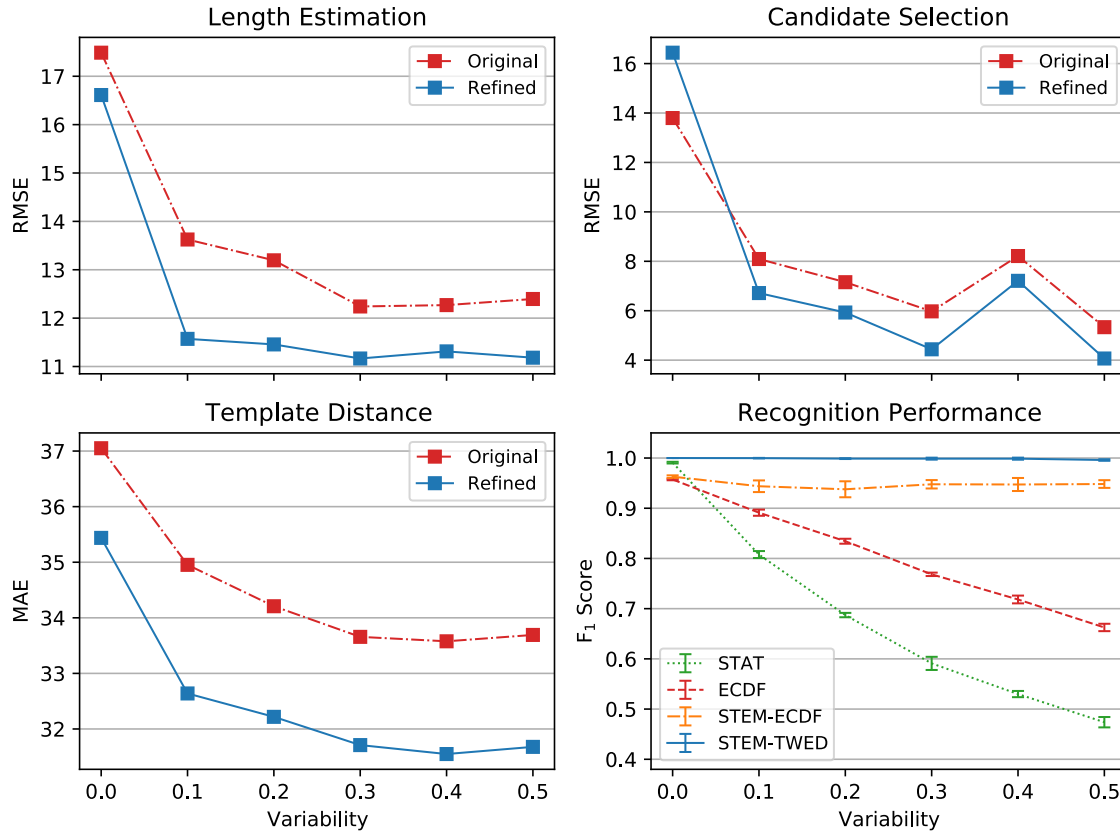 Length Estimation
17
16
15
14
13
12
11
RMSE
Original
Refined
Candidate Selection
16
14
12
10
8
6
4
RMSE
Original
Refined
Template Distance
37
36
35
34
33
32
MAE
Original
Refined
0.0 0.1 0.2 0.3 0.4 0.5
Variability
Recognition Performance
1.0
0.9
0.8
0.7
0.6
0.5
0.4
F₁ Score
STAT
ECDF
STEM-ECDF
STEM-TWED
0.0 0.1 0.2 0.3 0.4 0.5
Variability